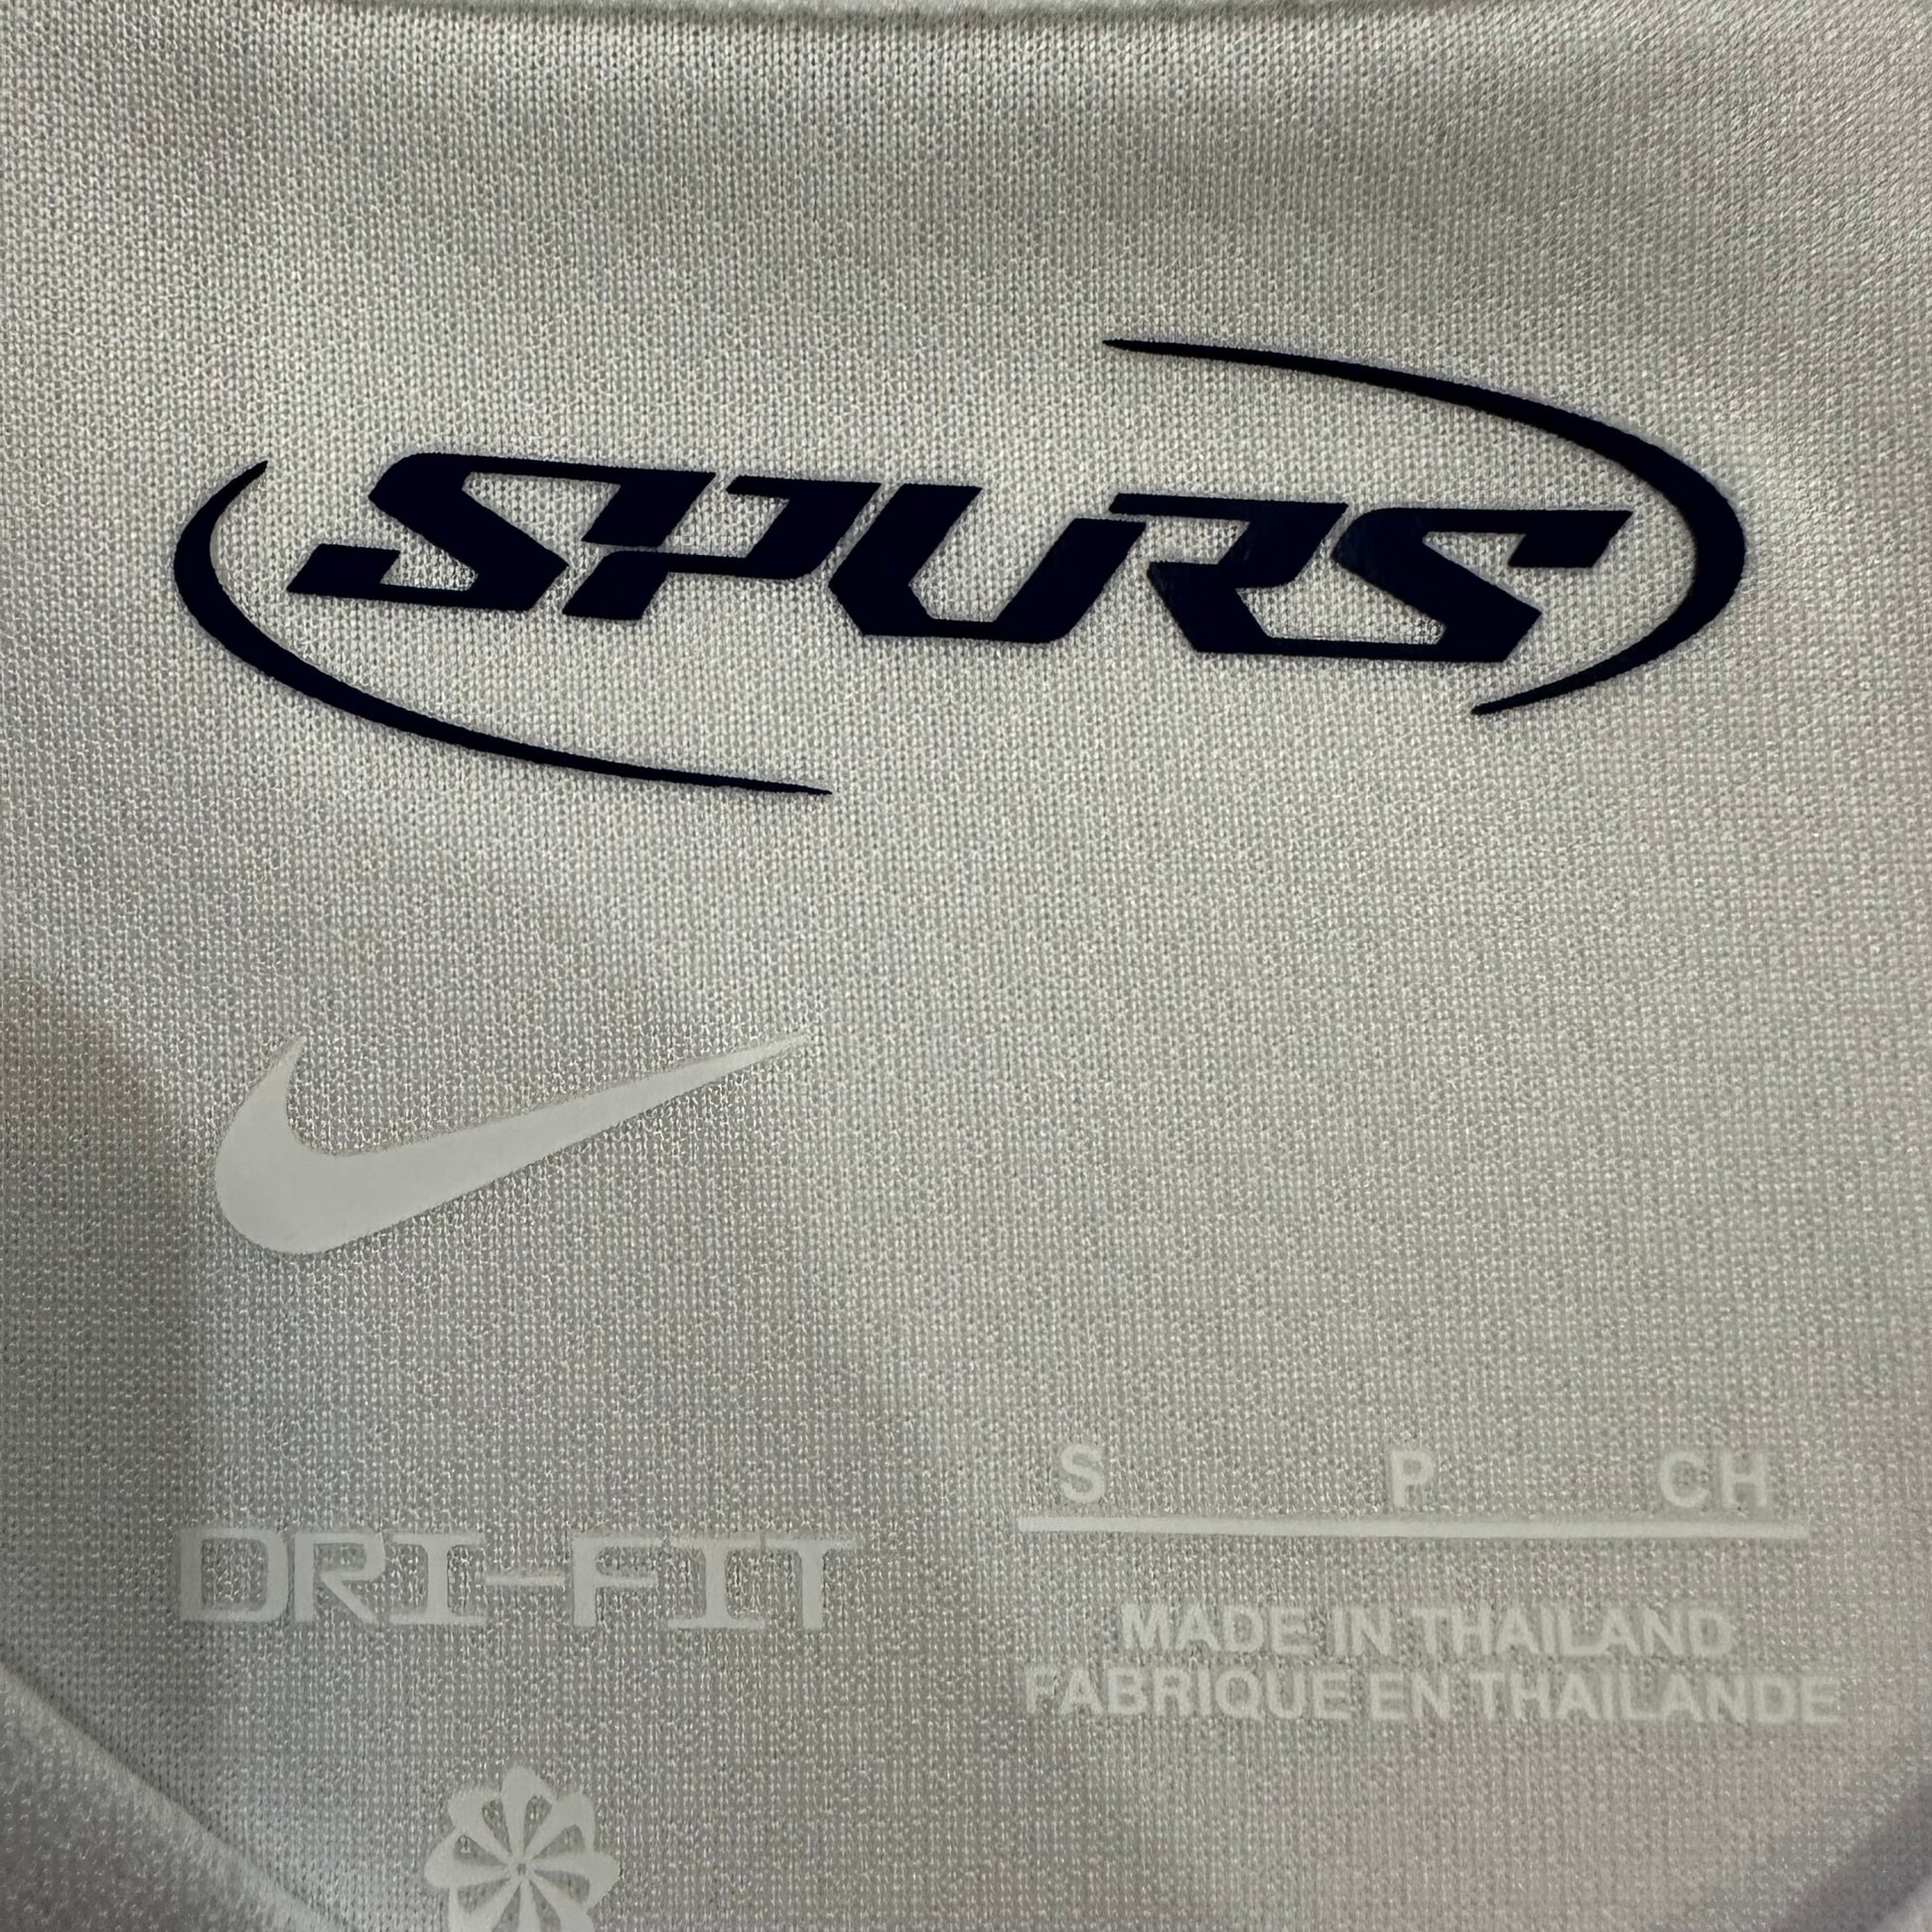 SPURS
DRI-FIT
S P CH
MADE IN THAILAND
FABRIQUE EN THAILANDE